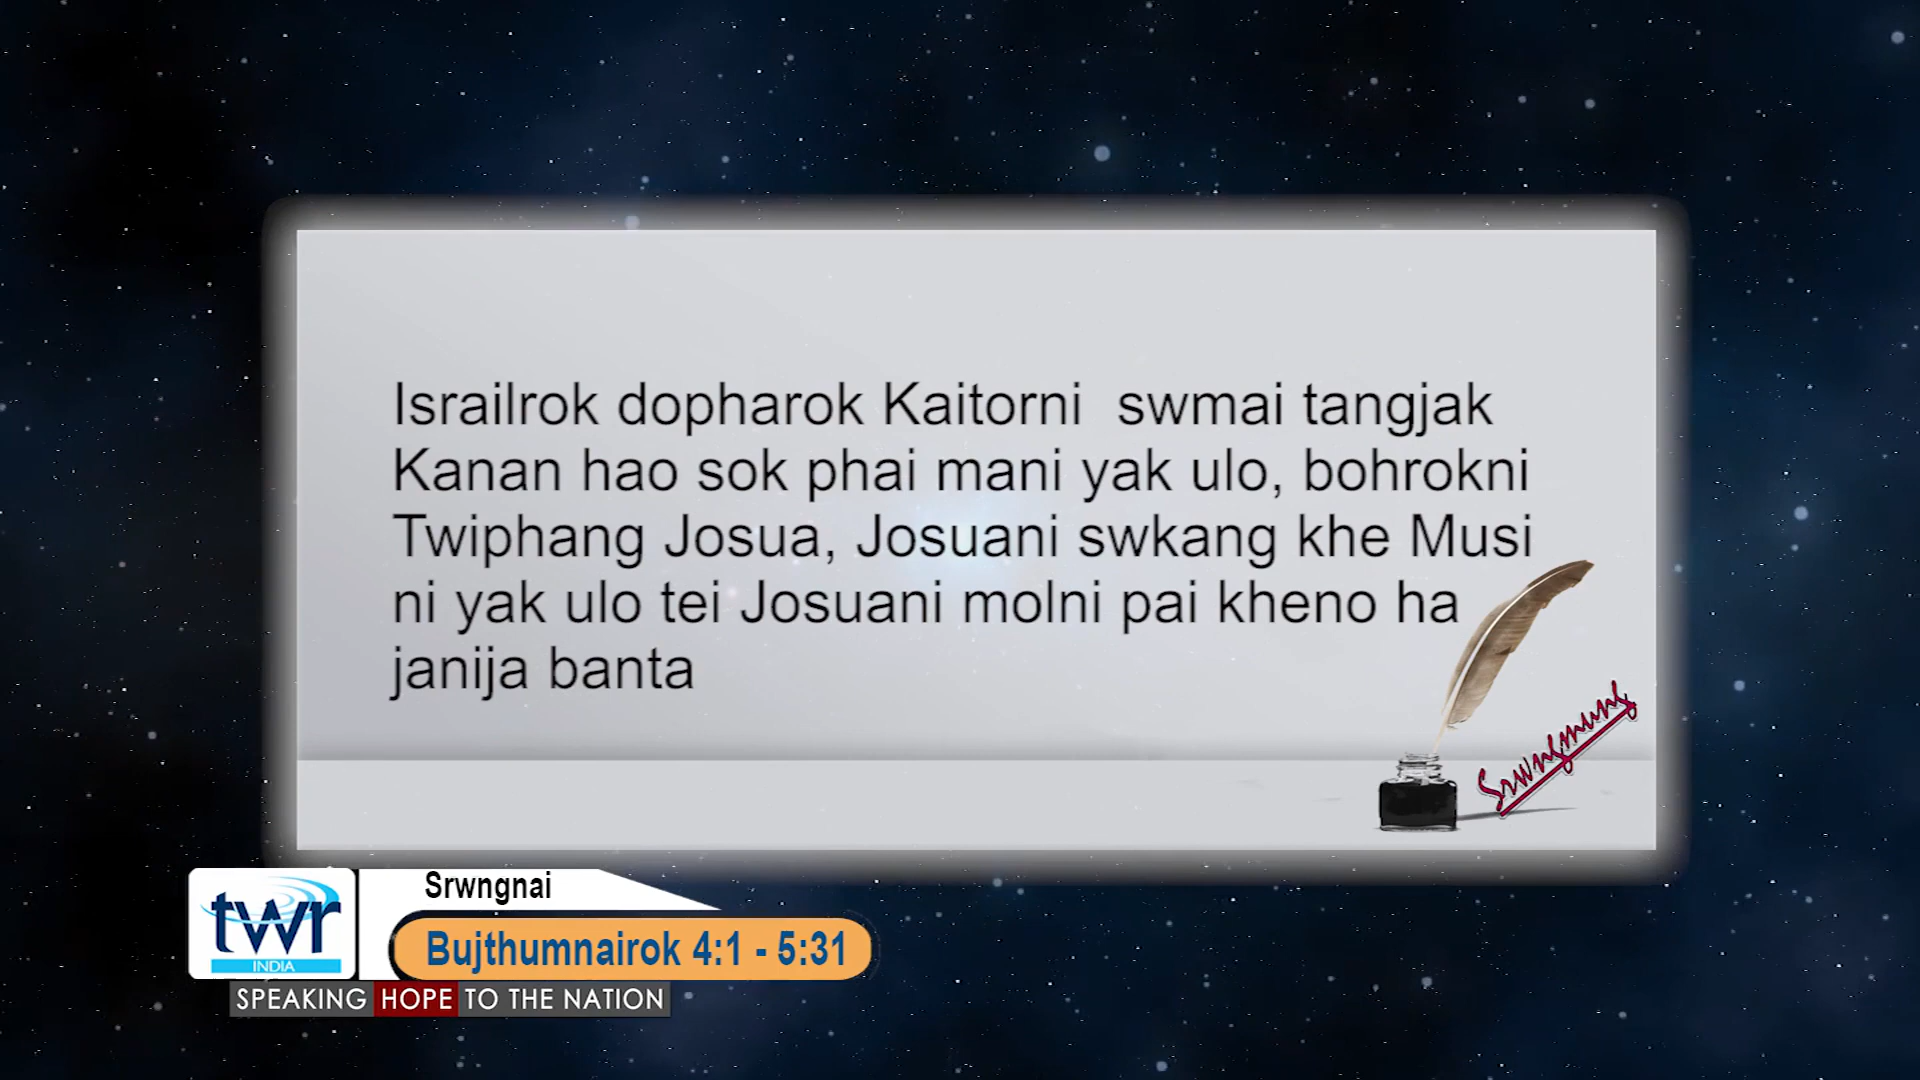 Israilrok dopharok Kaitorni swmai tangjak
Kanan hao sok phai mani yak ulo, bohrokni
Twiphang Josua, Josuani swkang khe Musi
ni yak ulo tei Josuani molni pai kheno ha
janija banta
Srwngmung
Srwngnai
twr
INDIA
Bujthumnairok 4:1 - 5:31
SPEAKING HOPE TO THE NATION